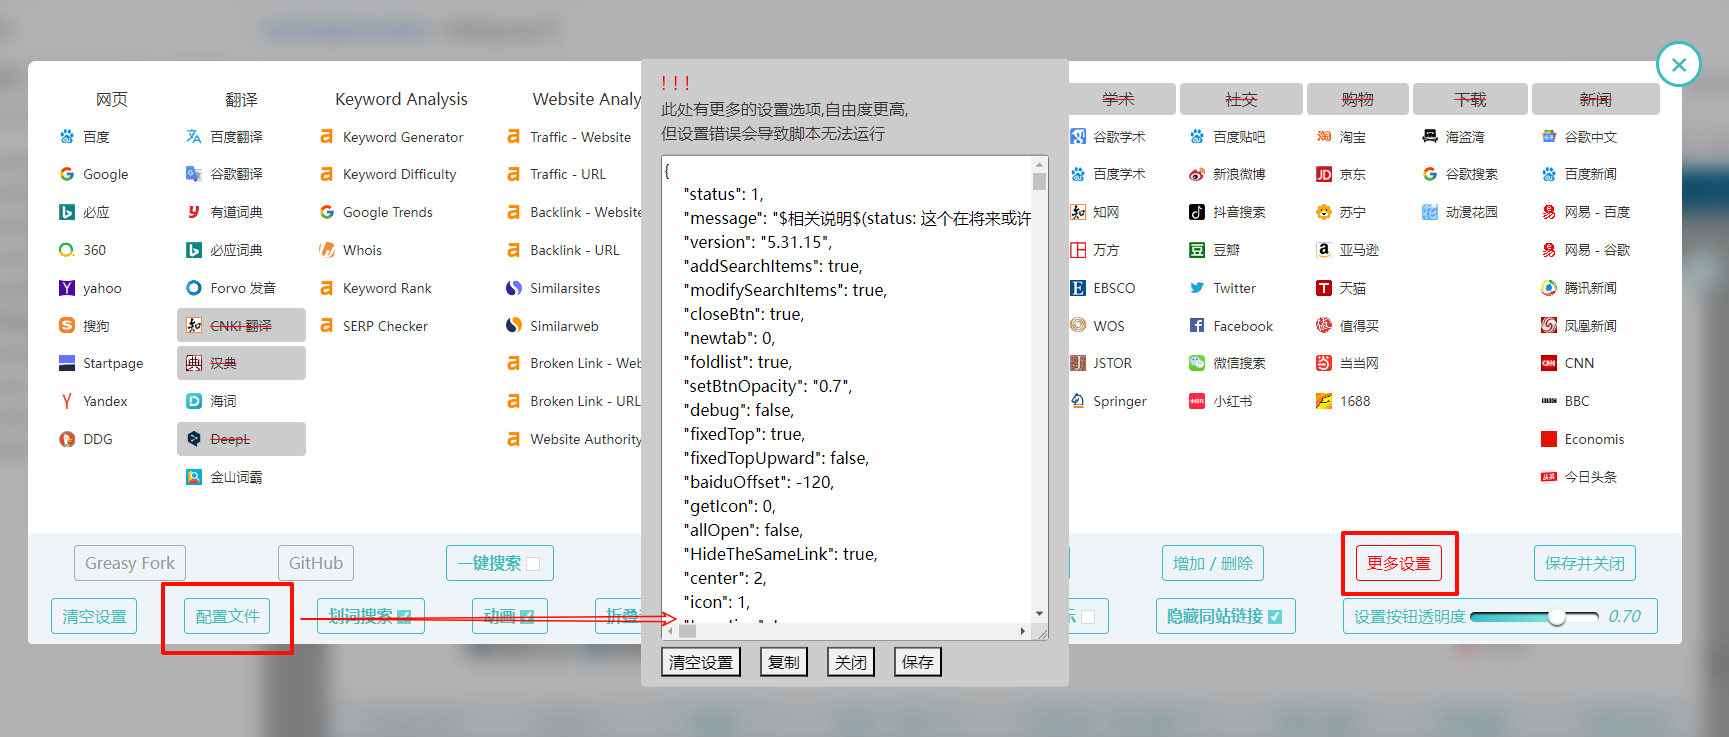 网页
百度
Google
必应
360
yahoo
搜狗
Startpage
Yandex
DDG
翻译
百度翻译
谷歌翻译
有道词典
必应词典
Forvo 发音
CNKI 翻译
汉典
海词
DeepL
金山词霸
Keyword Analysis
Keyword Generator
Keyword Difficulty
Google Trends
Whois
Keyword Rank
SERP Checker
Website Analy
Traffic - Website
Traffic - URL
Backlink - Website
Backlink - URL
Similarsites
Similarweb
Broken Link - Web
Broken Link - URL
Website Authority
! ! !
此处有更多的设置选项,自由度更高,
但设置错误会导致脚本无法运行
{
"status": 1,
"message": "$相关说明$(status: 这个在将来或许
"version": "5.31.15",
"addSearchItems": true,
"modifySearchItems": true,
"closeBtn": true,
"newtab": 0,
"foldlist": true,
"setBtnOpacity": "0.7",
"debug": false,
"fixedTop": true,
"fixedTopUpward": false,
"baiduOffset": -120,
"getIcon": 0,
"allOpen": false,
"HideTheSameLink": true,
"center": 2,
"icon": 1,
清空设置
复制
关闭
保存
学术
谷歌学术
百度学术
知网
万方
EBSCO
WOS
JSTOR
Springer
社交
百度贴吧
新浪微博
抖音搜索
豆瓣
Twitter
Facebook
微信搜索
小红书
购物
淘宝
京东
苏宁
亚马逊
天猫
值得买
当当网
1688
下载
海盗湾
谷歌搜索
动漫花园
新闻
谷歌中文
百度新闻
网易 - 百度
网易 - 谷歌
腾讯新闻
凤凰新闻
CNN
BBC
Economis
今日头条
Greasy Fork
GitHub
一键搜索
增加 / 删除
更多设置
保存并关闭
清空设置
配置文件
划词搜索
动画
折叠
示
隐藏同站链接
设置按钮透明度 0.70